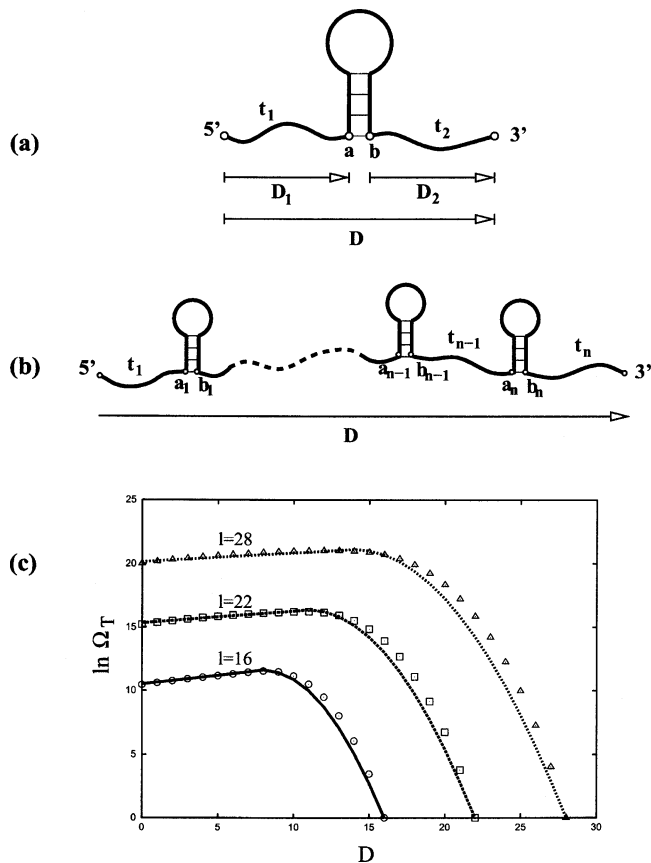 (a)
5' t1 a b t2 3'
D1 D2
D
(b)
5' t1 a1 b1 an-1 bn-1 tn-1 an bn tn 3'
D
(c)
25
20
15
10
5
0
ln ΩT
l=28
l=22
l=16
0 5 10 15 20 25 30
D